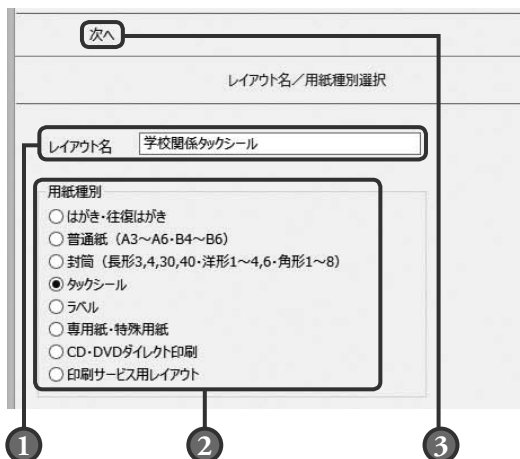 次へ
レイアウト名／用紙種別選択
レイアウト名 学校関係タックシール
用紙種別
はがき・往復はがき
普通紙（A3～A6・B4～B6）
封筒（長形3,4,30,40・洋形1～4,6・角形1～8）
タックシール
ラベル
専用紙・特殊用紙
CD・DVDダイレクト印刷
印刷サービス用レイアウト
1 2 3